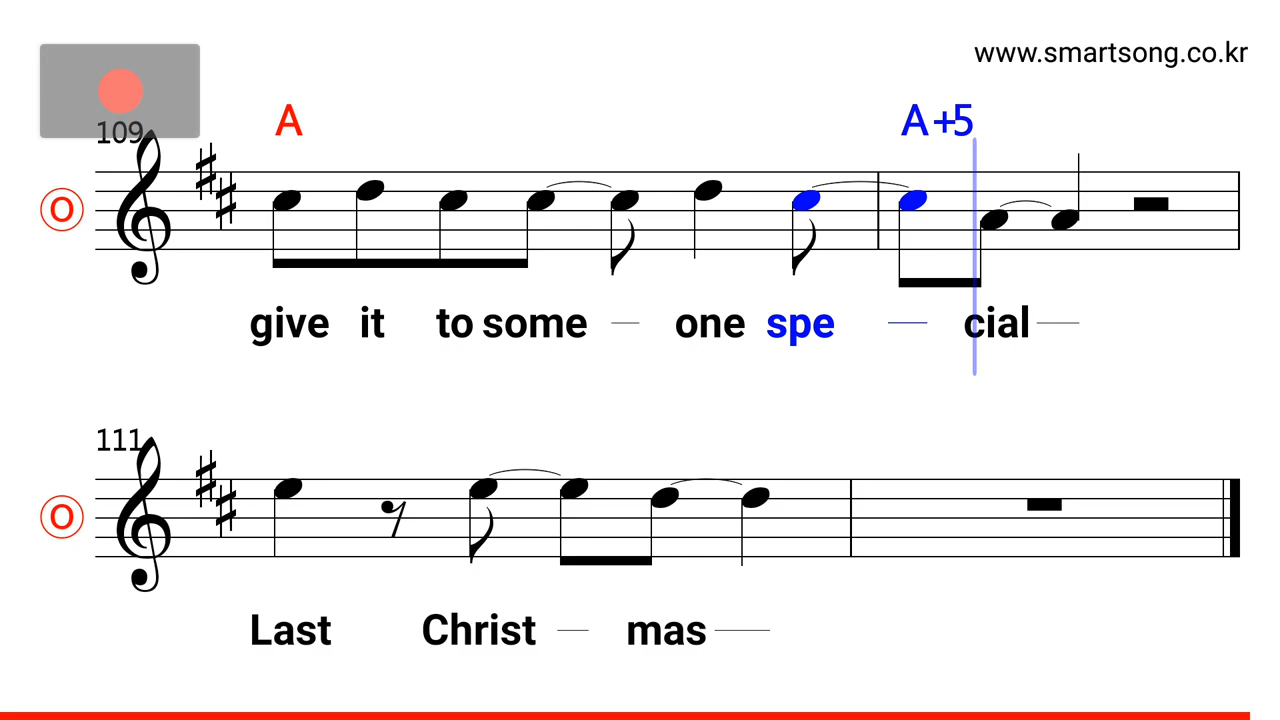 www.smartsong.co.kr
A A+5
109
O
give it to some one spe cial
111
O
Last Christ mas